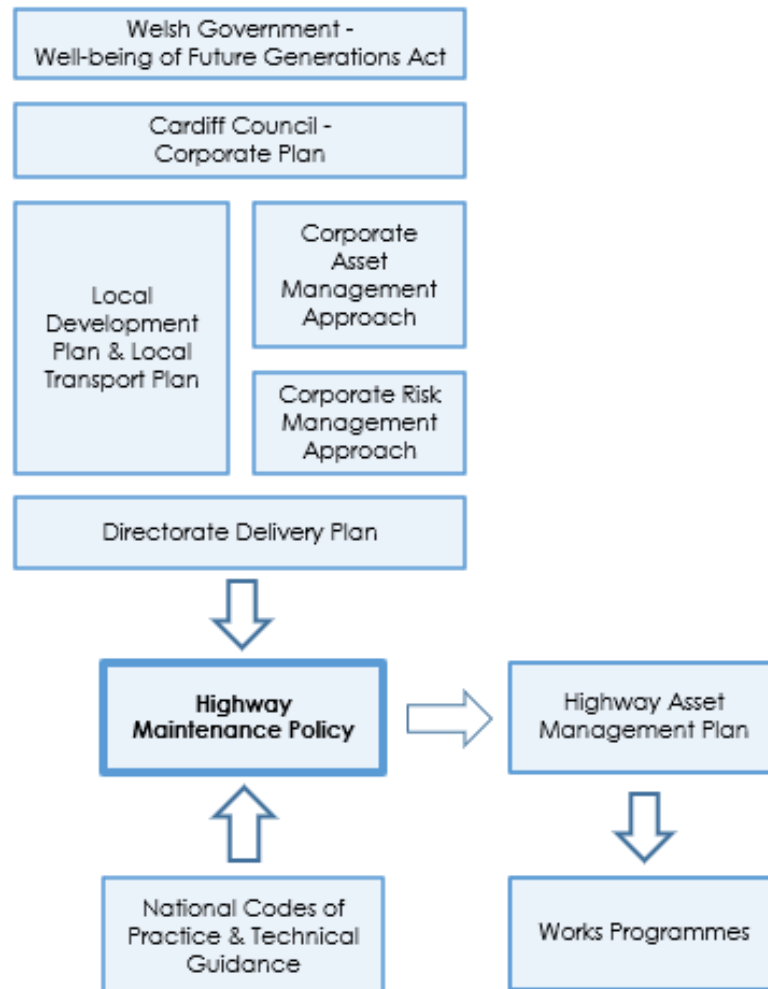 Welsh Government -
Well-being of Future Generations Act
Cardiff Council -
Corporate Plan
Local
Development
Plan & Local
Transport Plan
Corporate
Asset
Management
Approach
Corporate Risk
Management
Approach
Directorate Delivery Plan
Highway
Maintenance Policy
Highway Asset
Management Plan
National Codes of
Practice & Technical
Guidance
Works Programmes